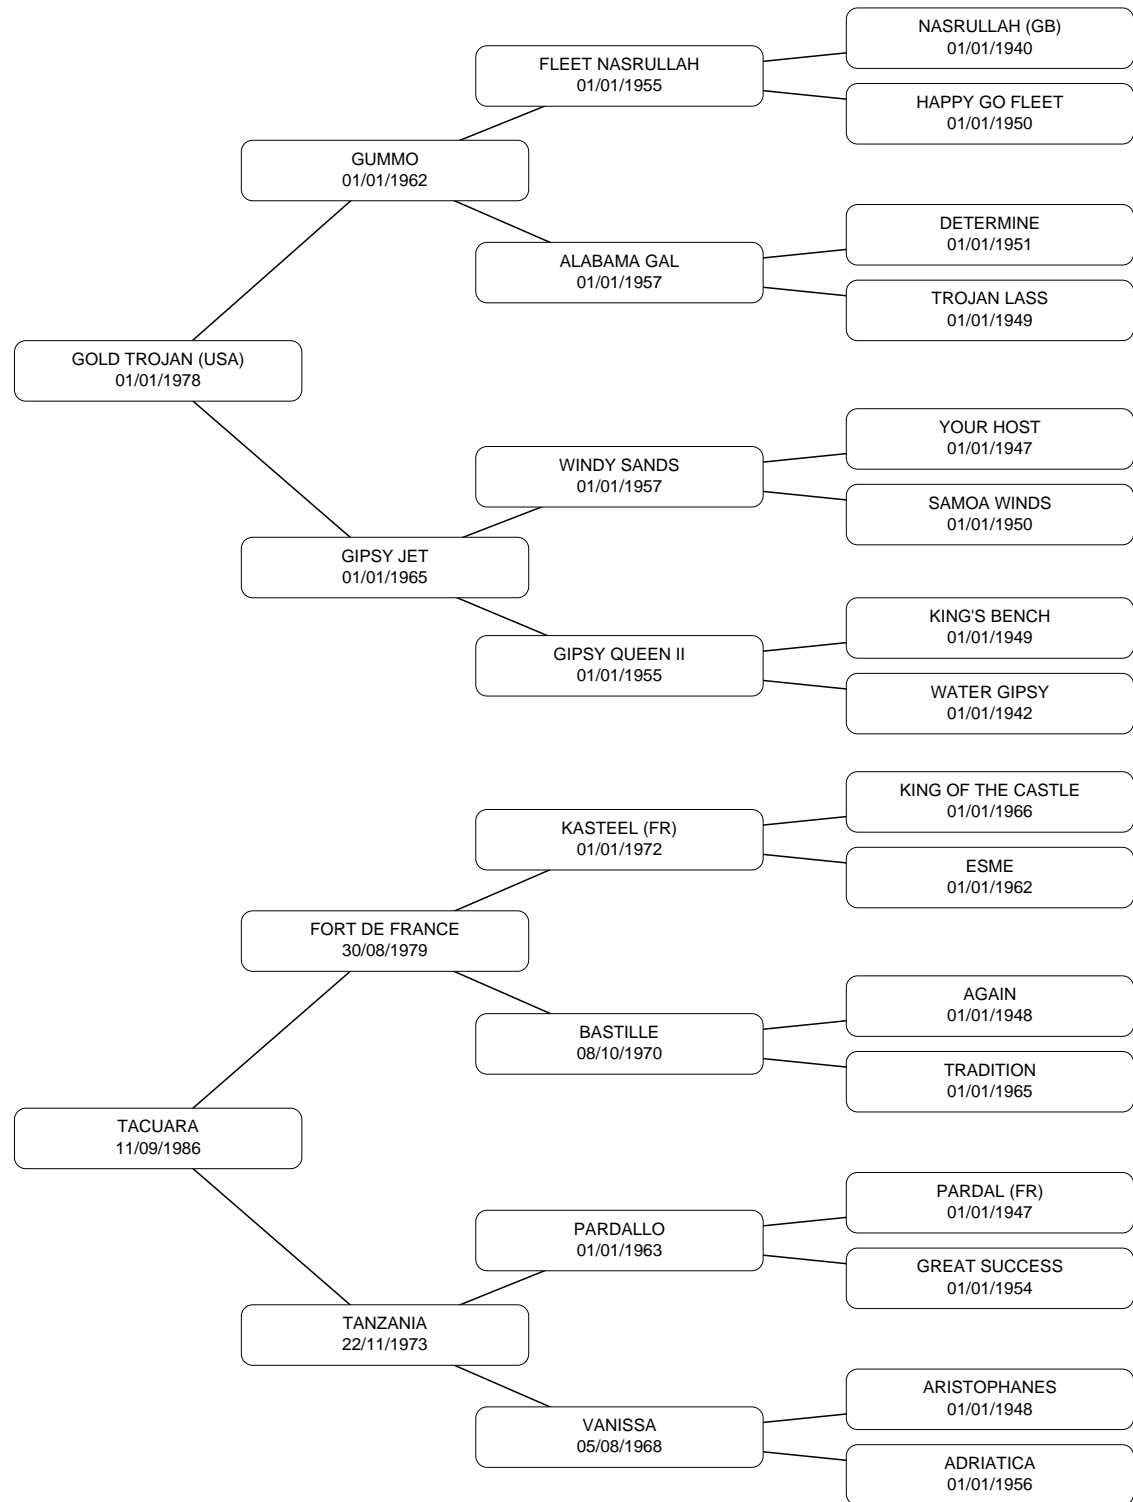 NASRULLAH (GB)
01/01/1940
FLEET NASRULLAH
01/01/1955
HAPPY GO FLEET
01/01/1950
GUMMO
01/01/1962
DETERMINE
01/01/1951
ALABAMA GAL
01/01/1957
TROJAN LASS
01/01/1949
GOLD TROJAN (USA)
01/01/1978
YOUR HOST
01/01/1947
WINDY SANDS
01/01/1957
SAMOA WINDS
01/01/1950
GIPSY JET
01/01/1965
KING'S BENCH
01/01/1949
GIPSY QUEEN II
01/01/1955
WATER GIPSY
01/01/1942
KING OF THE CASTLE
01/01/1966
KASTEEL (FR)
01/01/1972
ESME
01/01/1962
FORT DE FRANCE
30/08/1979
AGAIN
01/01/1948
BASTILLE
08/10/1970
TRADITION
01/01/1965
TACUARA
11/09/1986
PARDAL (FR)
01/01/1947
PARDALLO
01/01/1963
GREAT SUCCESS
01/01/1954
TANZANIA
22/11/1973
ARISTOPHANES
01/01/1948
VANISSA
05/08/1968
ADRIATICA
01/01/1956